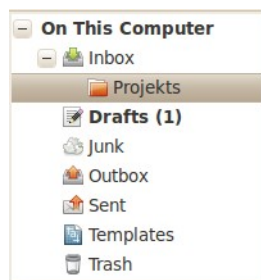 On This Computer
Inbox
Projekts
Drafts (1)
Junk
Outbox
Sent
Templates
Trash